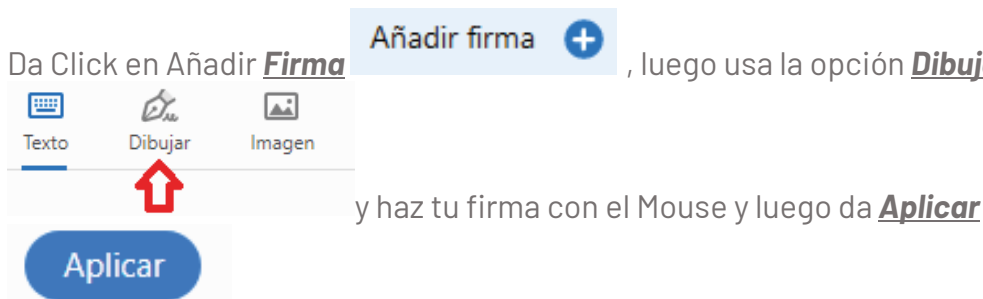 Añadir firma
Da Click en Añadir Firma , luego usa la opción Dibuj
Texto Dibujar Imagen
y haz tu firma con el Mouse y luego da Aplicar
Aplicar